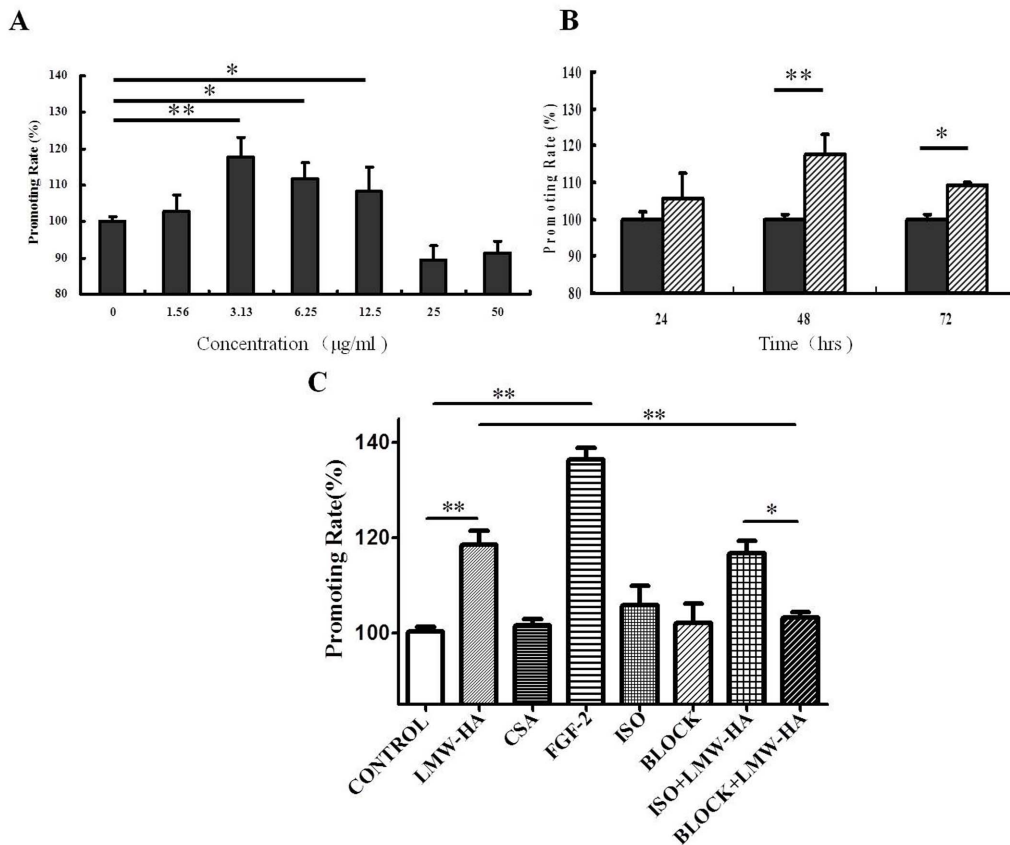 A
B
Promoting Rate (%)
140
130
120
110
100
90
80
*
*
**
0 1.56 3.13 6.25 12.5 25 50
Concentration（μg/ml）
Promoting Rate (%)
140
130
120
110
100
90
80
**
*
24 48 72
Time（hrs）
C
Promoting Rate(%)
140
120
100
**
**
**
*
CONTROL
LMW-HA
CSA
FGF-2
ISO
BLOCK
ISO+LMW-HA
BLOCK+LMW-HA